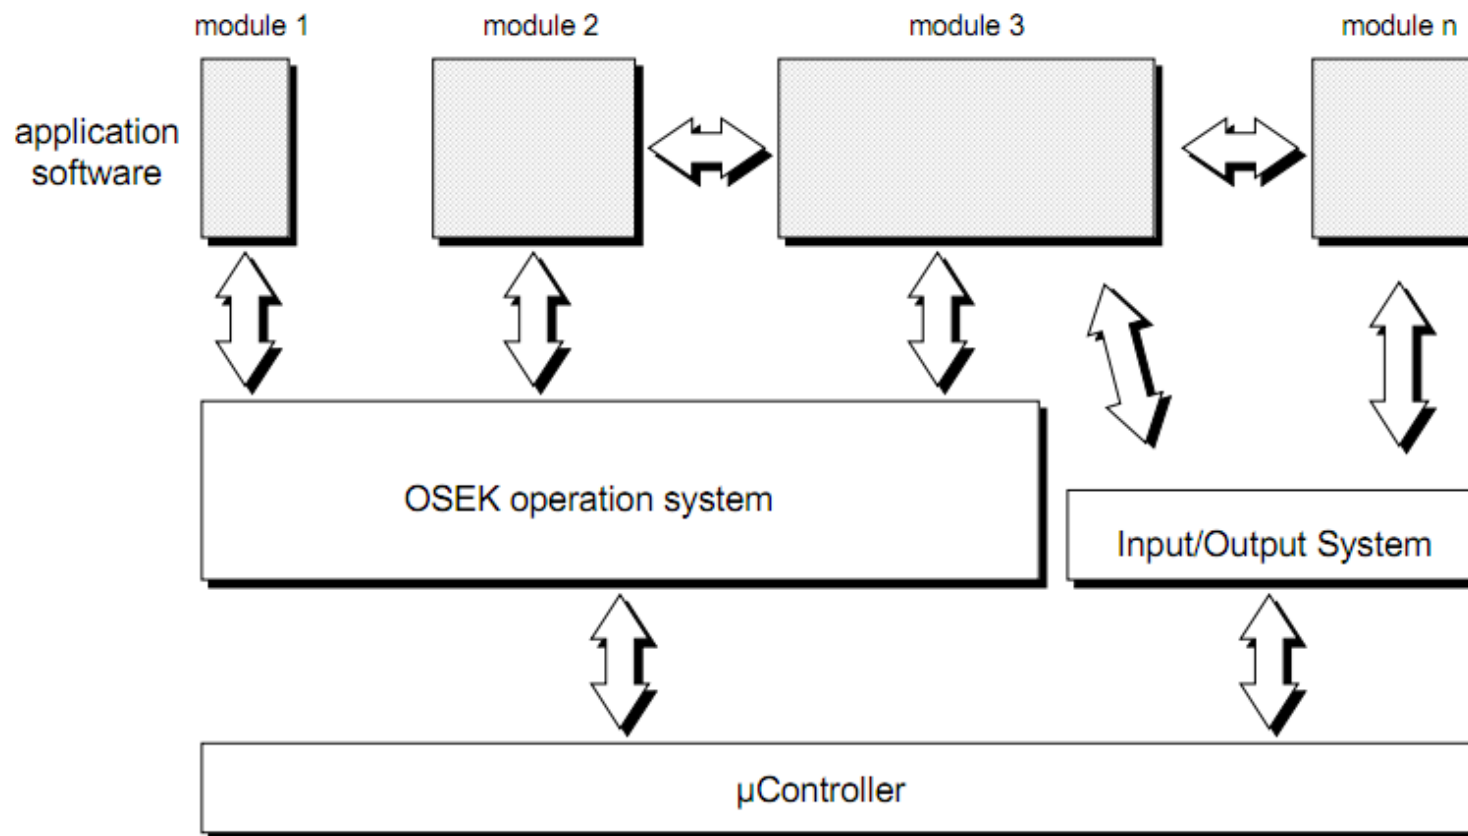 module 1
module 2
module 3
module n
application
software
OSEK operation system
Input/Output System
µController